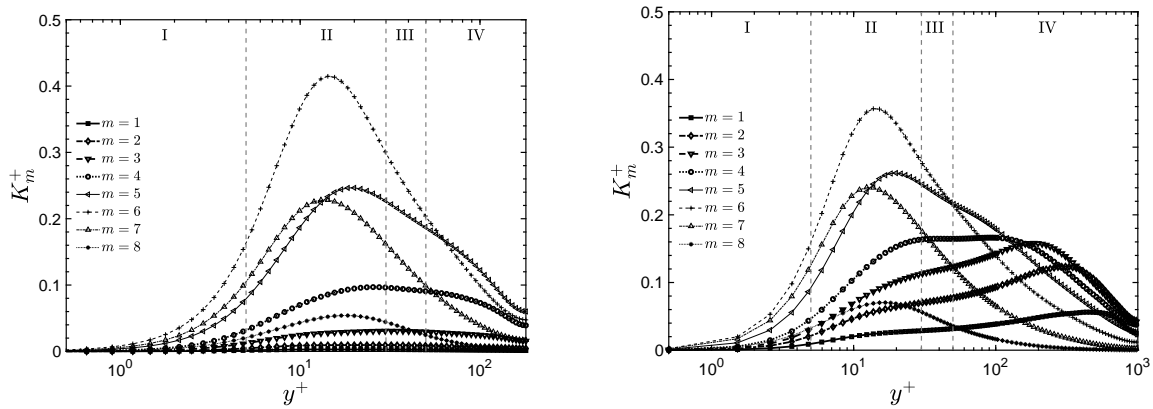 0.5
0.4
0.3
0.2
0.1
0
K_m^+
I
II
III
IV
m = 1
m = 2
m = 3
m = 4
m = 5
m = 6
m = 7
m = 8
10^0
10^1
10^2
y^+
0.5
0.4
0.3
0.2
0.1
0
K_m^+
I
II
III
IV
m = 1
m = 2
m = 3
m = 4
m = 5
m = 6
m = 7
m = 8
10^0
10^1
10^2
10^3
y^+